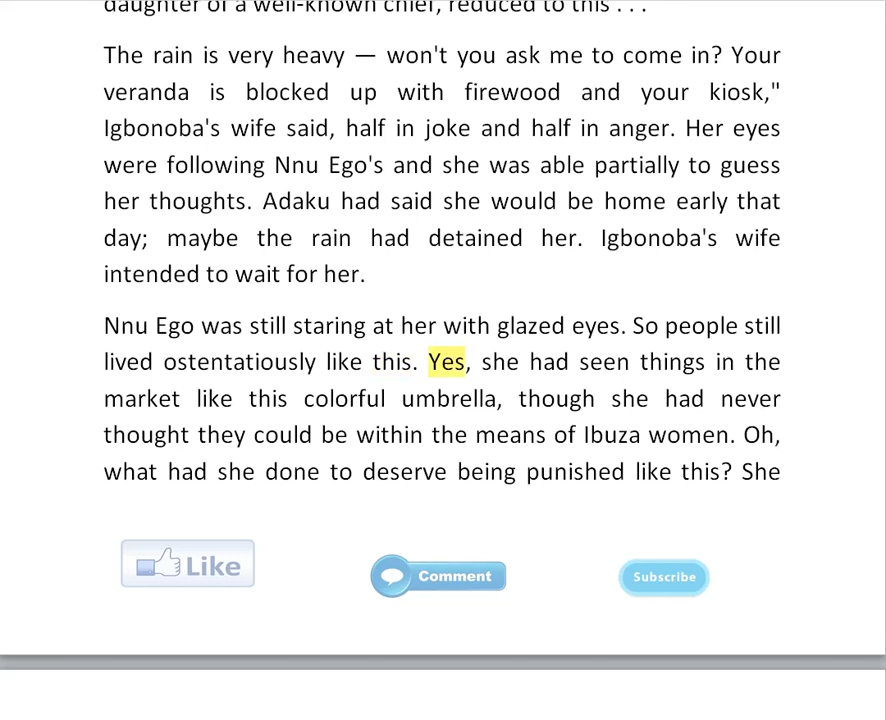 daughter of a well-known chief, reduced to this . . .
The rain is very heavy — won't you ask me to come in? Your
veranda is blocked up with firewood and your kiosk,"
Igbonoba's wife said, half in joke and half in anger. Her eyes
were following Nnu Ego's and she was able partially to guess
her thoughts. Adaku had said she would be home early that
day; maybe the rain had detained her. Igbonoba's wife
intended to wait for her.
Nnu Ego was still staring at her with glazed eyes. So people still
lived ostentatiously like this. Yes, she had seen things in the
market like this colorful umbrella, though she had never
thought they could be within the means of Ibuza women. Oh,
what had she done to deserve being punished like this? She
Like
Comment
Subscribe